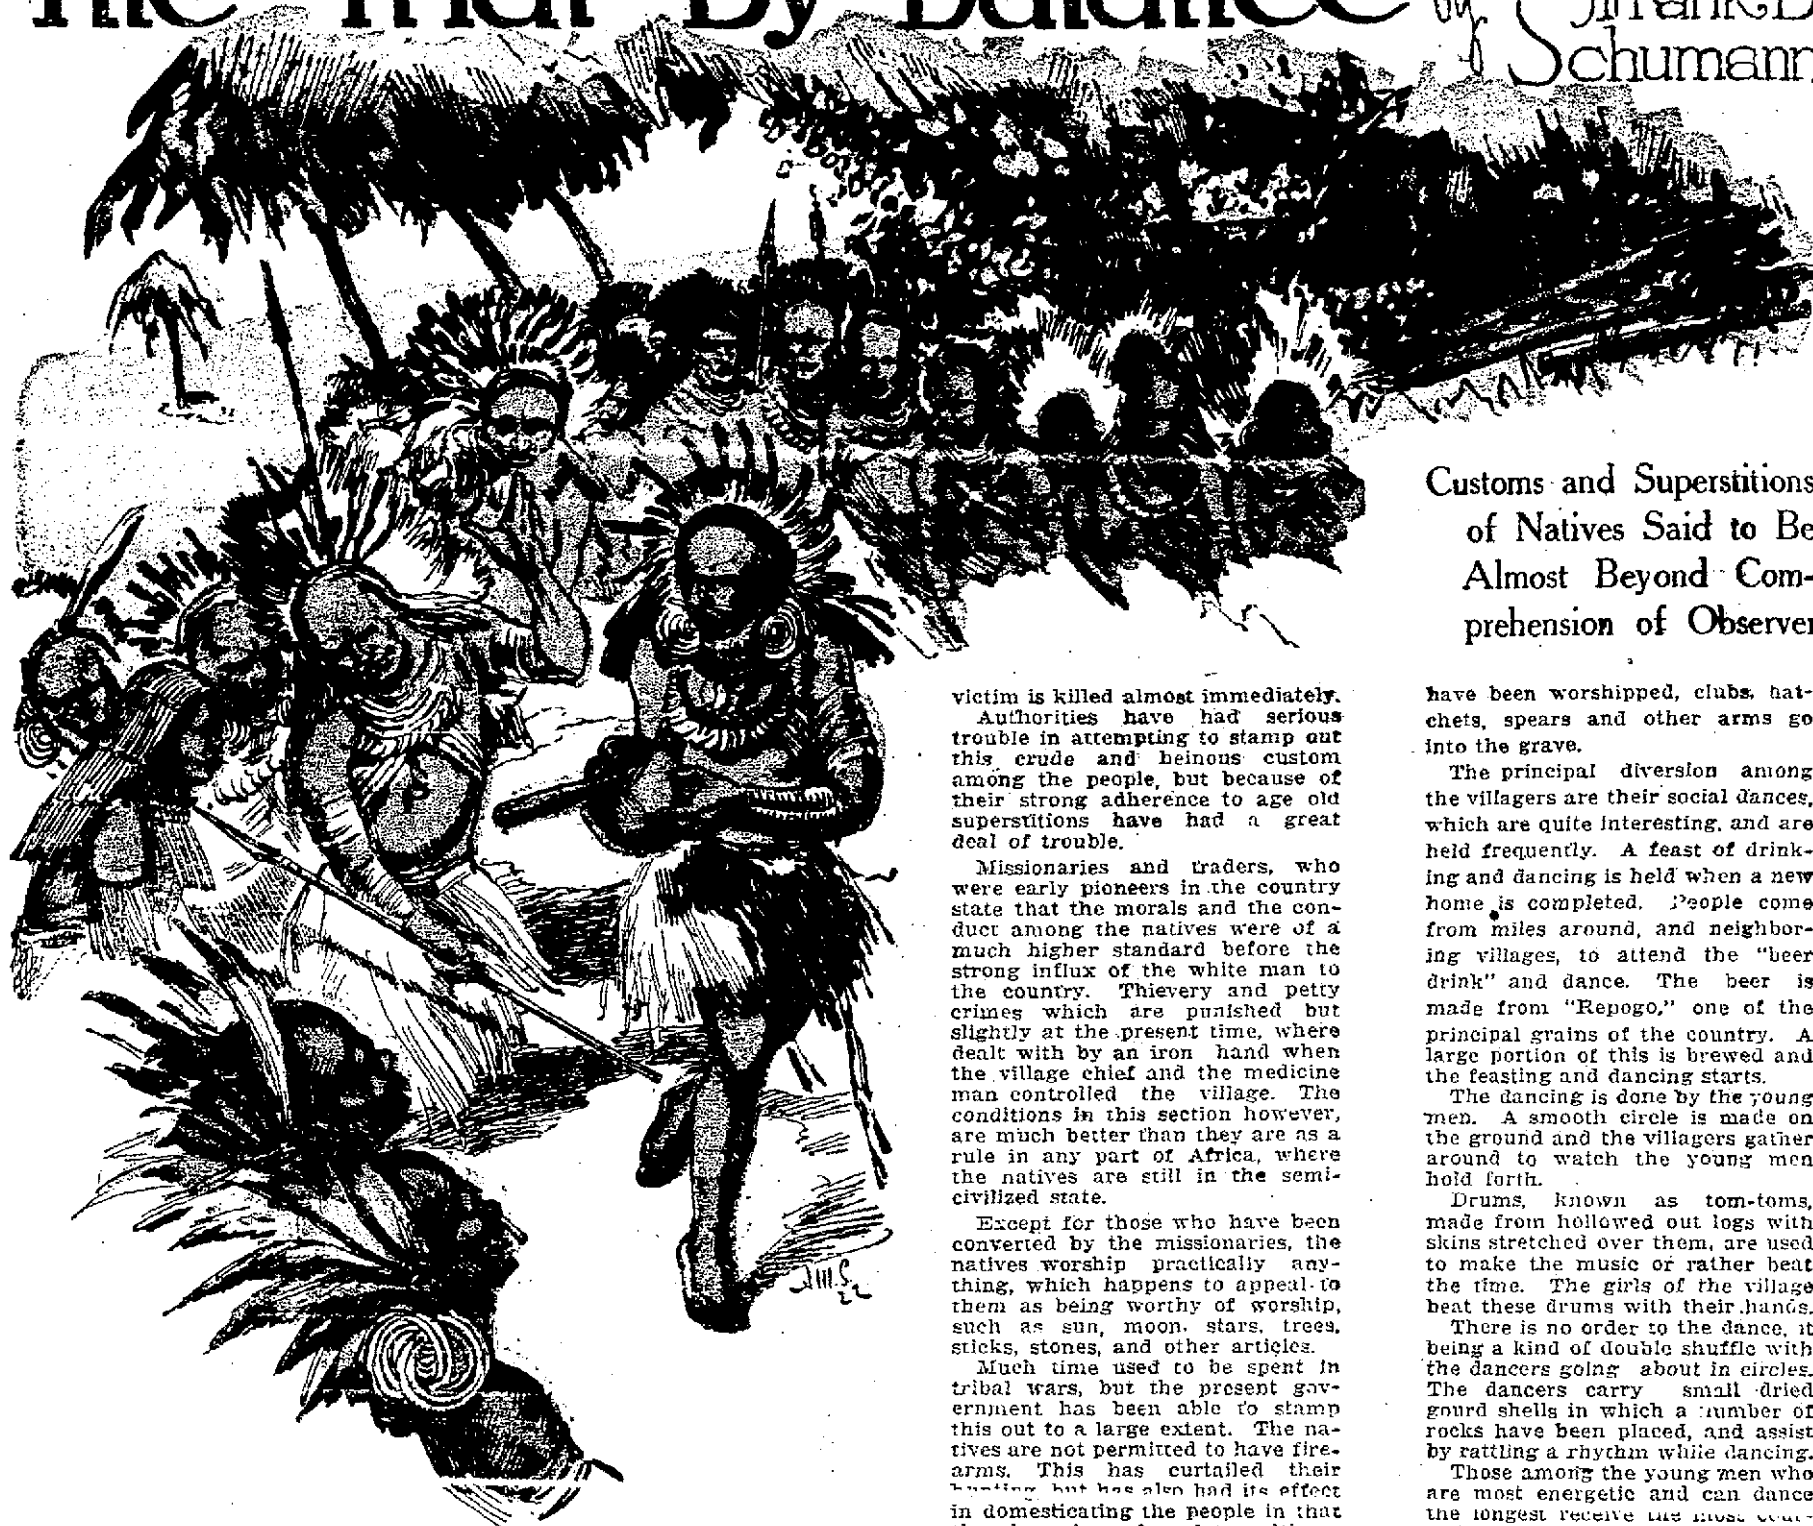 The Trial By Balance
by Frank B
Schumann
Customs and Superstitions
of Natives Said to Be
Almost Beyond Com-
prehension of Observer
victim is killed almost immediately.
Authorities have had serious
trouble in attempting to stamp out
this crude and heinous custom
among the people, but because of
their strong adherence to age old
superstitions have had a great
deal of trouble.
Missionaries and traders, who
were early pioneers in the country
state that the morals and the con-
duct among the natives were of a
much higher standard before the
strong influx of the white man to
the country. Thievery and petty
crimes which are punished but
slightly at the present time, where
dealt with by an iron hand when
the village chief and the medicine
man controlled the village. The
conditions in this section however,
are much better than they are as a
rule in any part of Africa, where
the natives are still in the semi-
civilized state.
Except for those who have been
converted by the missionaries, the
natives worship practically any-
thing, which happens to appeal to
them as being worthy of worship,
such as sun, moon, stars, trees,
sticks, stones, and other articles.
Much time used to be spent in
tribal wars, but the present gov-
ernment has been able to stamp
this out to a large extent. The na-
tives are not permitted to have fire-
arms. This has curtailed their
hunting, but has also had its effect
in domesticating the people in that
have been worshipped, clubs, hat-
chets, spears and other arms go
into the grave.
The principal diversion among
the villagers are their social dances,
which are quite interesting, and are
held frequently. A feast of drink-
ing and dancing is held when a new
home is completed. People come
from miles around, and neighbor-
ing villages, to attend the "beer
drink" and dance. The beer is
made from "Repogo," one of the
principal grains of the country. A
large portion of this is brewed and
the feasting and dancing starts.
The dancing is done by the young
men. A smooth circle is made on
the ground and the villagers gather
around to watch the young men
hold forth.
Drums, known as tom-toms,
made from hollowed out logs with
skins stretched over them, are used
to make the music or rather beat
the time. The girls of the village
beat these drums with their hands.
There is no order to the dance, it
being a kind of double shuffle with
the dancers going about in circles.
The dancers carry small dried
gourd shells in which a number of
rocks have been placed, and assist
by rattling a rhythm while dancing.
Those among the young men who
are most energetic and can dance
the longest receive the most